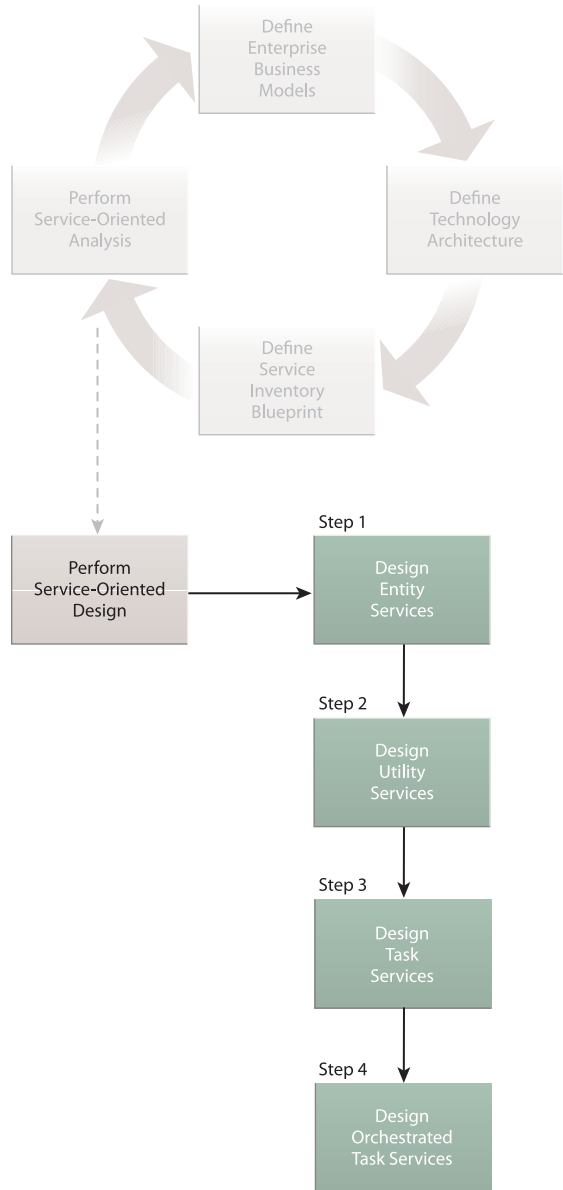 Define
Enterprise
Business
Models
Perform
Service-Oriented
Analysis
Define
Technology
Architecture
Define
Service
Inventory
Blueprint
Perform
Service-Oriented
Design
Step 1
Design
Entity
Services
Step 2
Design
Utility
Services
Step 3
Design
Task
Services
Step 4
Design
Orchestrated
Task Services